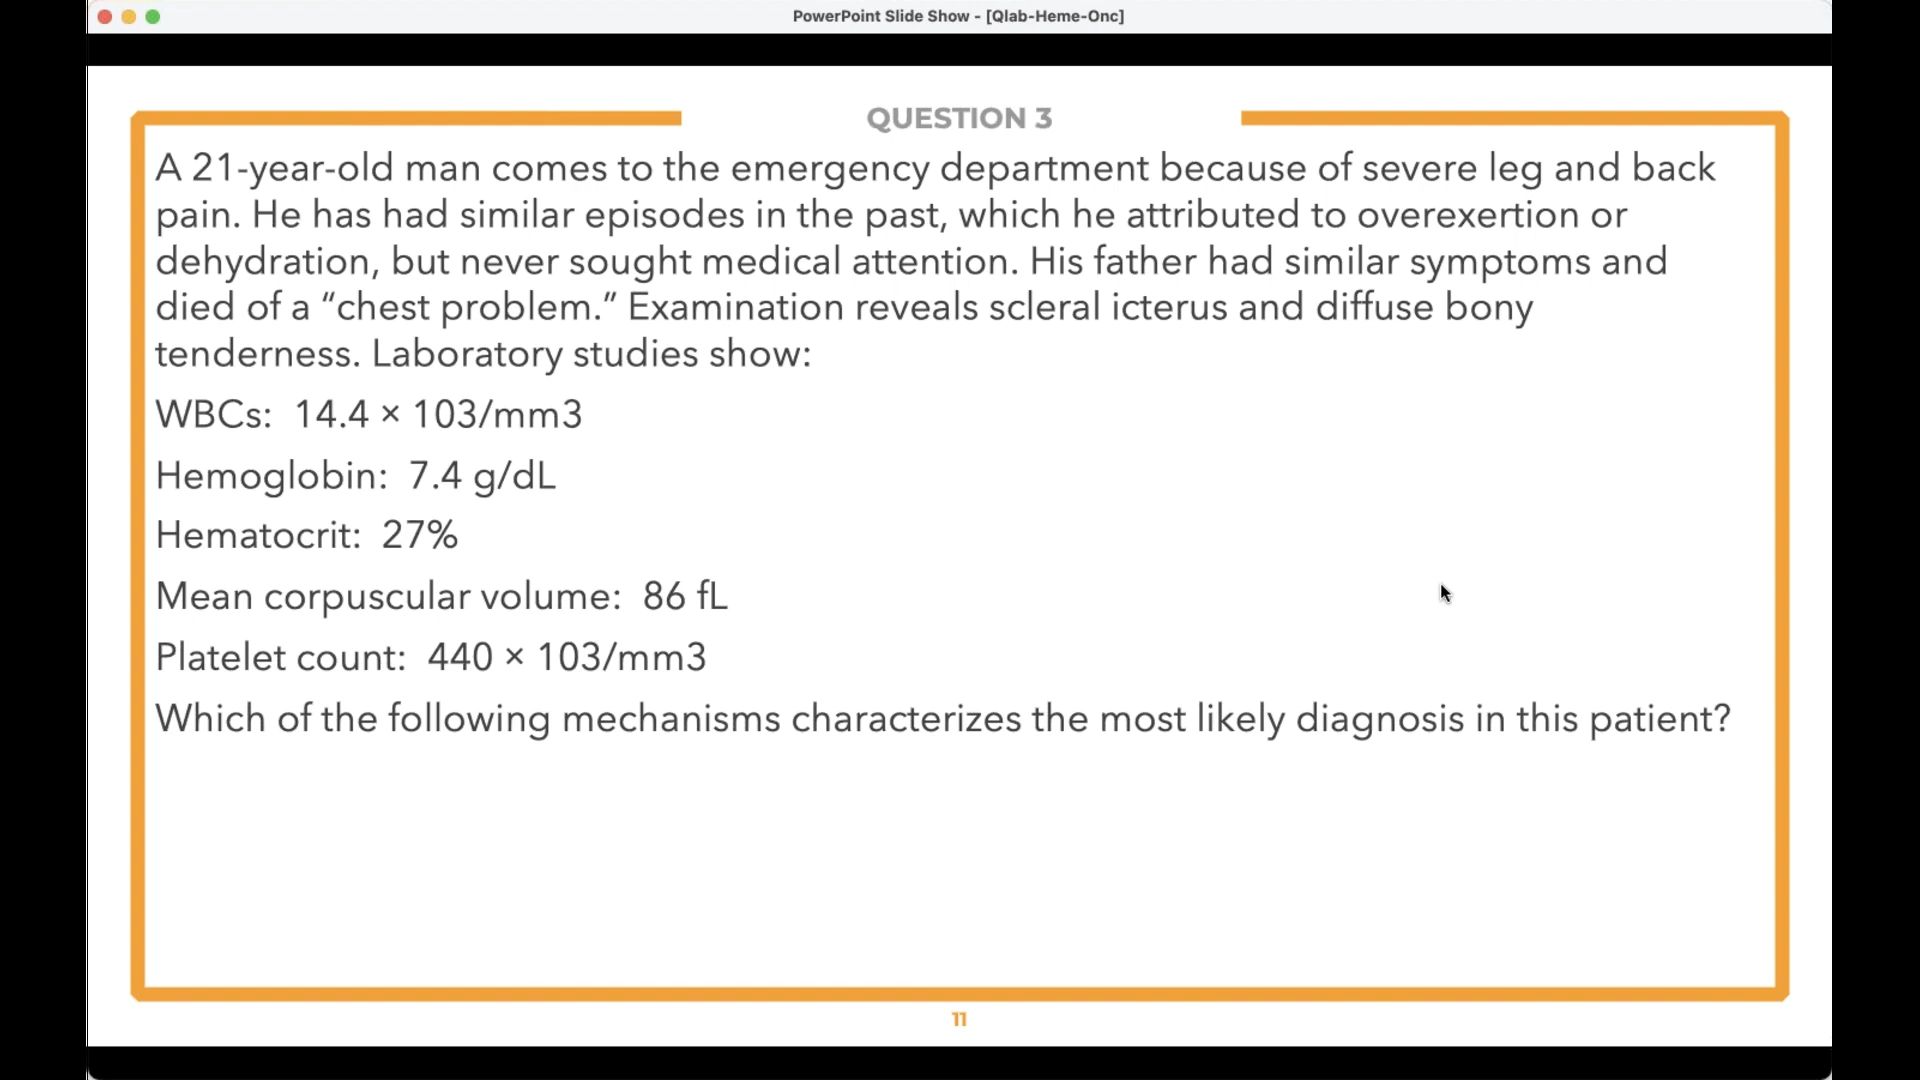 PowerPoint Slide Show - [Qlab-Heme-Onc]
QUESTION 3
A 21-year-old man comes to the emergency department because of severe leg and back
pain. He has had similar episodes in the past, which he attributed to overexertion or
dehydration, but never sought medical attention. His father had similar symptoms and
died of a “chest problem.” Examination reveals scleral icterus and diffuse bony
tenderness. Laboratory studies show:
WBCs: 14.4 × 103/mm3
Hemoglobin: 7.4 g/dL
Hematocrit: 27%
Mean corpuscular volume: 86 fL
Platelet count: 440 × 103/mm3
Which of the following mechanisms characterizes the most likely diagnosis in this patient?
11